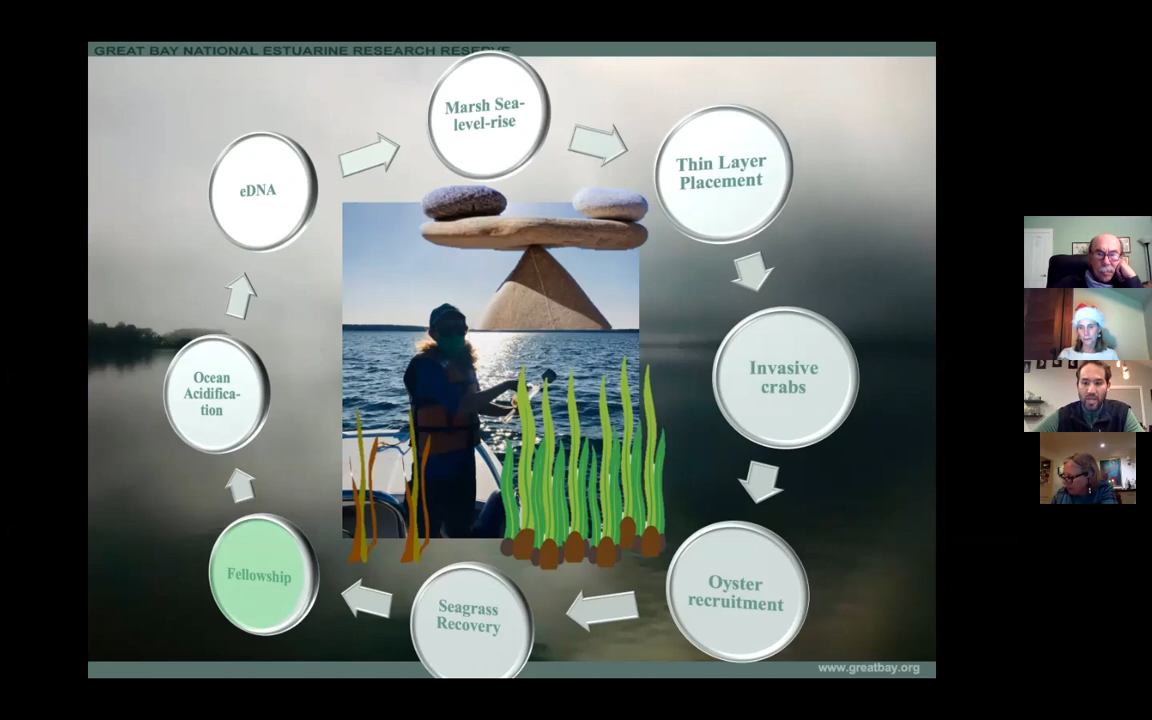 GREAT BAY NATIONAL ESTUARINE RESEARCH RESERVE
Marsh Sea-
level-rise
Thin Layer
Placement
Invasive
crabs
Oyster
recruitment
Seagrass
Recovery
Fellowship
Ocean
Acidifica-
tion
eDNA
www.greatbay.org